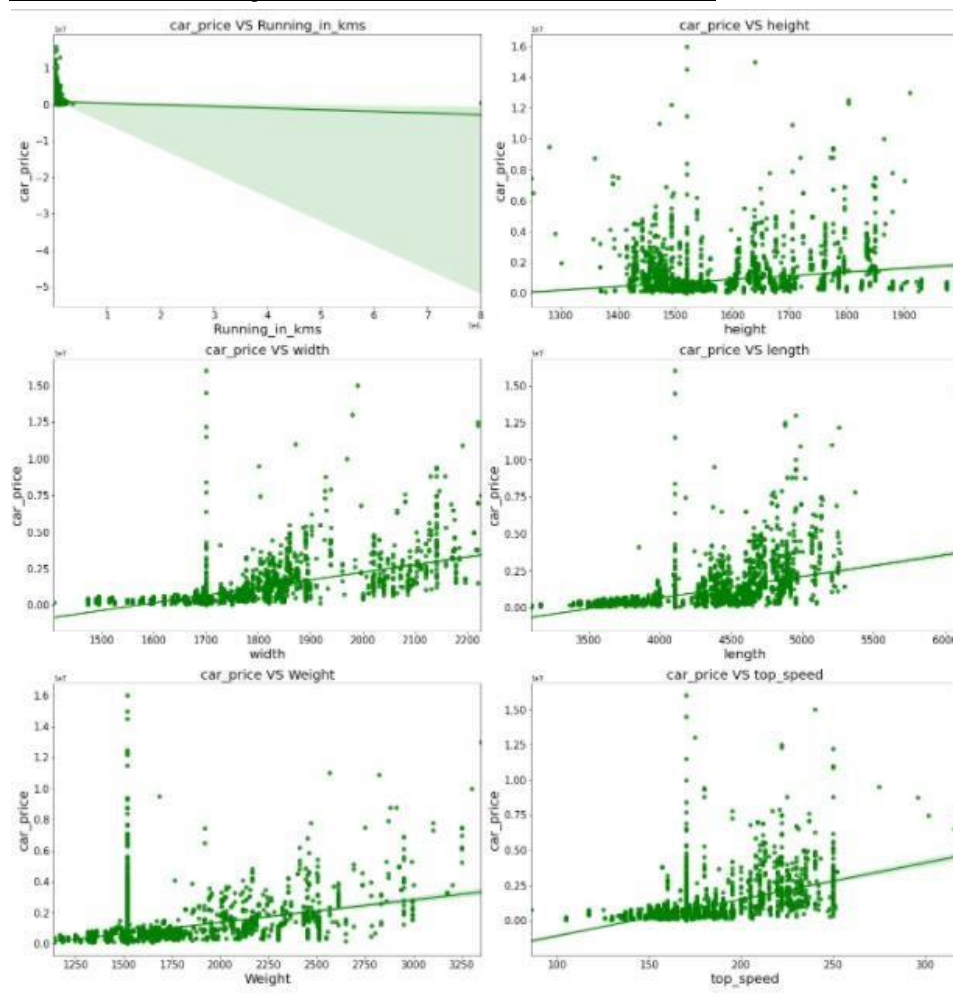 car_price VS Running_in_kms
1e7
car_price
1
0
−1
−2
−3
−4
−5
1 2 3 4 5 6 7 8
1e6
Running_in_kms
car_price VS height
1e7
car_price
1.6
1.4
1.2
1.0
0.8
0.6
0.4
0.2
0.0
1300 1400 1500 1600 1700 1800 1900
height
car_price VS width
1e7
car_price
1.50
1.25
1.00
0.75
0.50
0.25
0.00
1500 1600 1700 1800 1900 2000 2100 2200
width
car_price VS length
1e7
car_price
1.50
1.25
1.00
0.75
0.50
0.25
0.00
3500 4000 4500 5000 5500 6000
length
car_price VS Weight
1e7
car_price
1.6
1.4
1.2
1.0
0.8
0.6
0.4
0.2
0.0
1250 1500 1750 2000 2250 2500 2750 3000 3250
Weight
car_price VS top_speed
1e7
car_price
1.50
1.25
1.00
0.75
0.50
0.25
0.00
100 150 200 250 300
top_speed